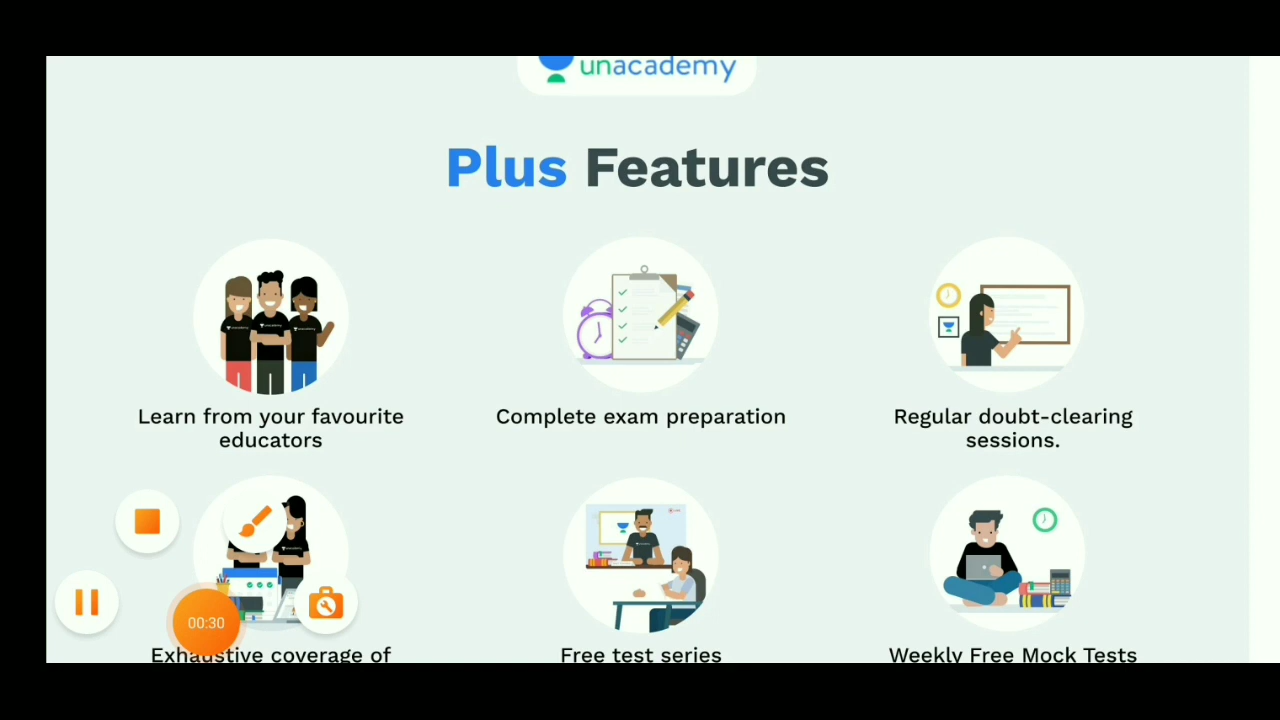 unacademy
Plus Features
Learn from your favourite
educators
Complete exam preparation
Regular doubt-clearing
sessions.
Exhaustive coverage of
Free test series
Weekly Free Mock Tests
00:30